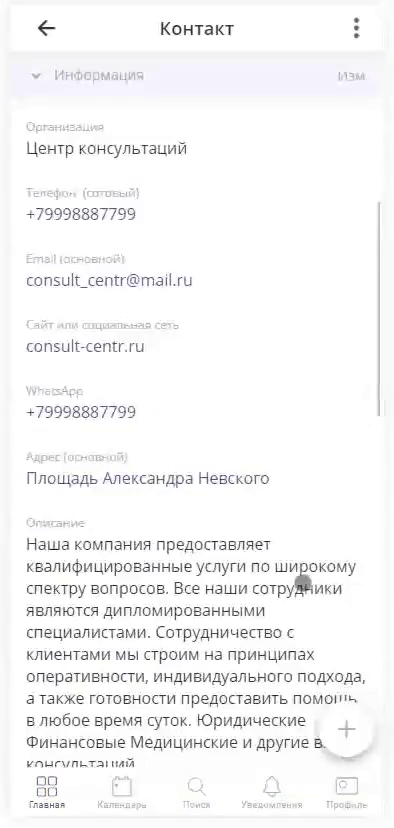 Контакт
Информация Изм
Организация
Центр консультаций
Телефон (сотовый)
+79998887799
Email (основной)
consult_centr@mail.ru
Сайт или социальная сеть
consult-centr.ru
WhatsApp
+79998887799
Адрес (основной)
Площадь Александра Невского
Описание
Наша компания предоставляет
квалифицированные услуги по широкому
спектру вопросов. Все наши сотрудники
являются дипломированными
специалистами. Сотрудничество с
клиентами мы строим на принципах
оперативности, индивидуального подхода,
а также готовности предоставить помощь
в любое время суток. Юридические
Финансовые Медицинские и другие
консультаций
Главная Календарь Поиск Уведомления Профиль